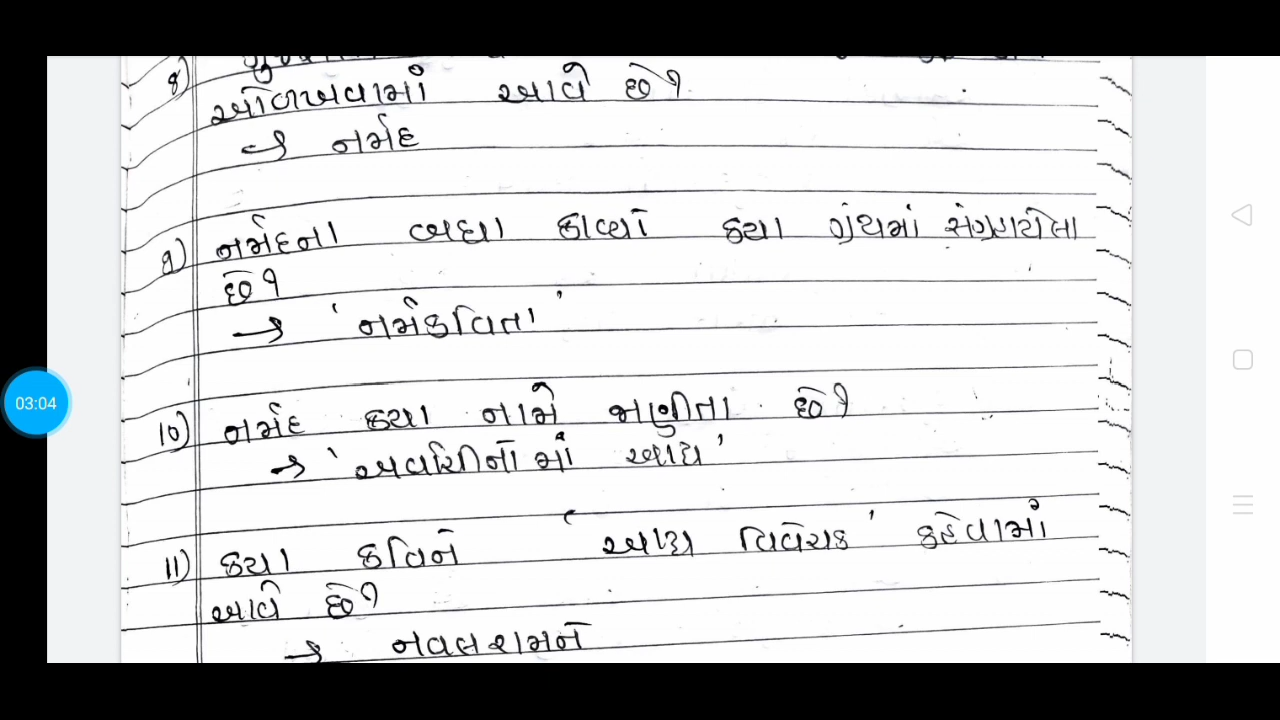 8)
ઓળખવામાં આવે છે?
→ નર્મદ
9) નર્મદના બધા કાવ્યો કયા ગ્રંથમાં સંગ્રહાયેલા
છે?
→ 'નર્મકવિતા'
10) નર્મદ કયા નામે જાણીતા છે?
→ 'અર્વાચીનોમાં આદ્ય'
11) કયા કવિને 'આદ્ય વિવેચક' કહેવામાં
આવે છે?
→ નવલરામને
03:04